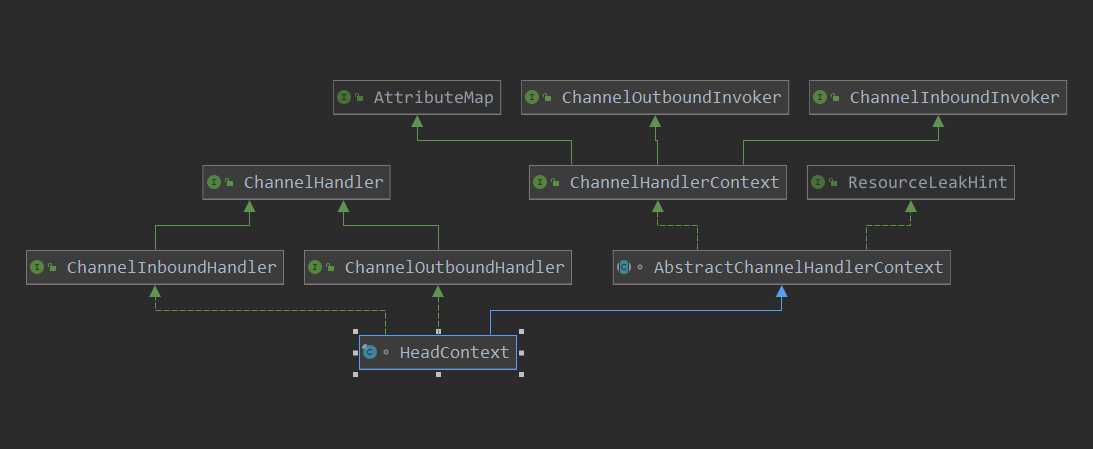 AttributeMap
ChannelOutboundInvoker
ChannelInboundInvoker
ChannelHandler
ChannelHandlerContext
ResourceLeakHint
ChannelInboundHandler
ChannelOutboundHandler
AbstractChannelHandlerContext
HeadContext